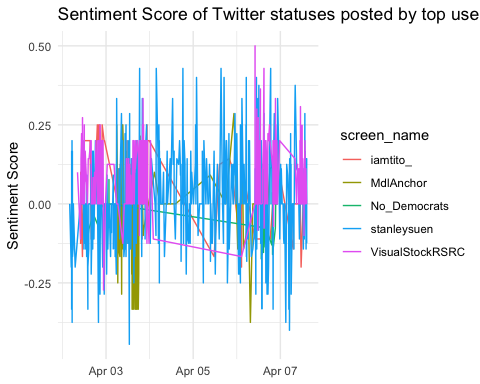 Sentiment Score of Twitter statuses posted by top use
0.50
0.25
0.00
-0.25
Sentiment Score
Apr 03
Apr 05
Apr 07
screen_name
iamtito_
MdlAnchor
No_Democrats
stanleysuen
VisualStockRSRC